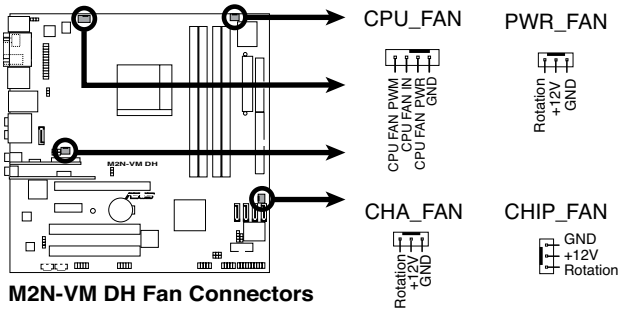 CPU_FAN
PWR_FAN
CPU FAN PWM
CPU FAN IN
CPU FAN PWR
GND
Rotation
+12V
GND
M2N-VM DH
CHA_FAN
CHIP_FAN
Rotation
+12V
GND
GND
+12V
Rotation
M2N-VM DH Fan Connectors